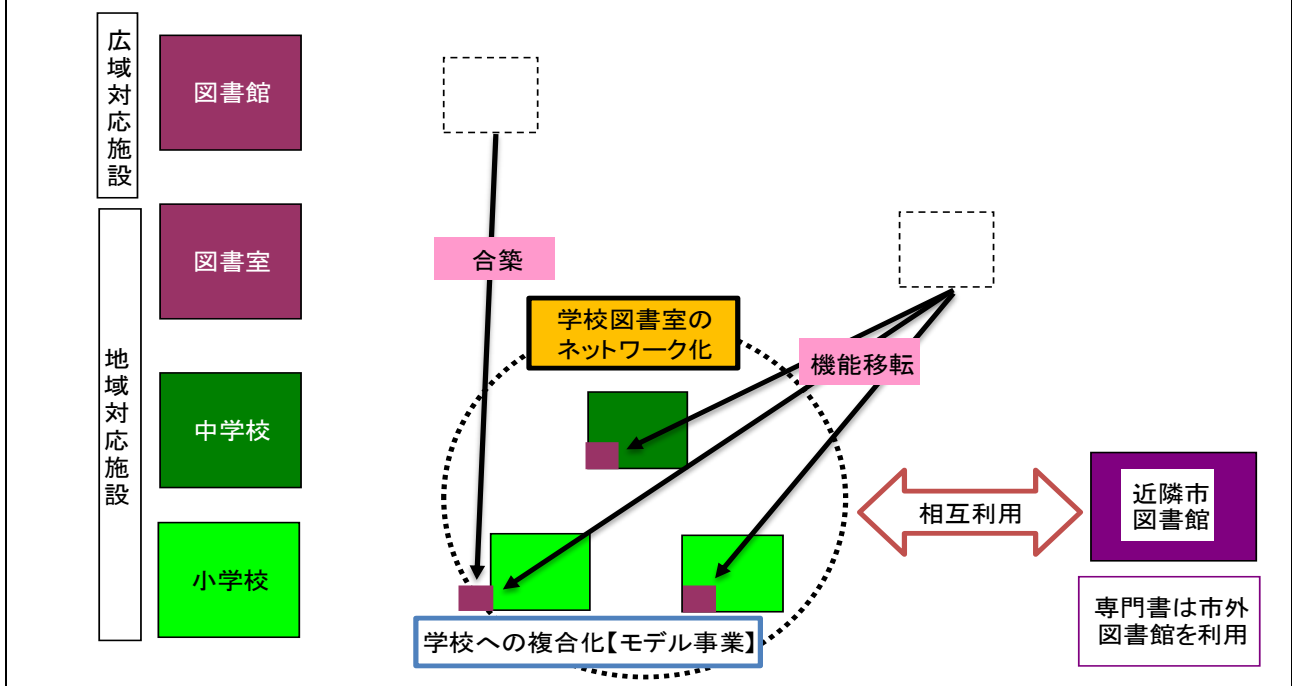 広域対応施設
図書館
図書室
合築
地域対応施設
学校図書室の
ネットワーク化
機能移転
中学校
相互利用
近隣市
図書館
小学校
学校への複合化【モデル事業】
専門書は市外
図書館を利用